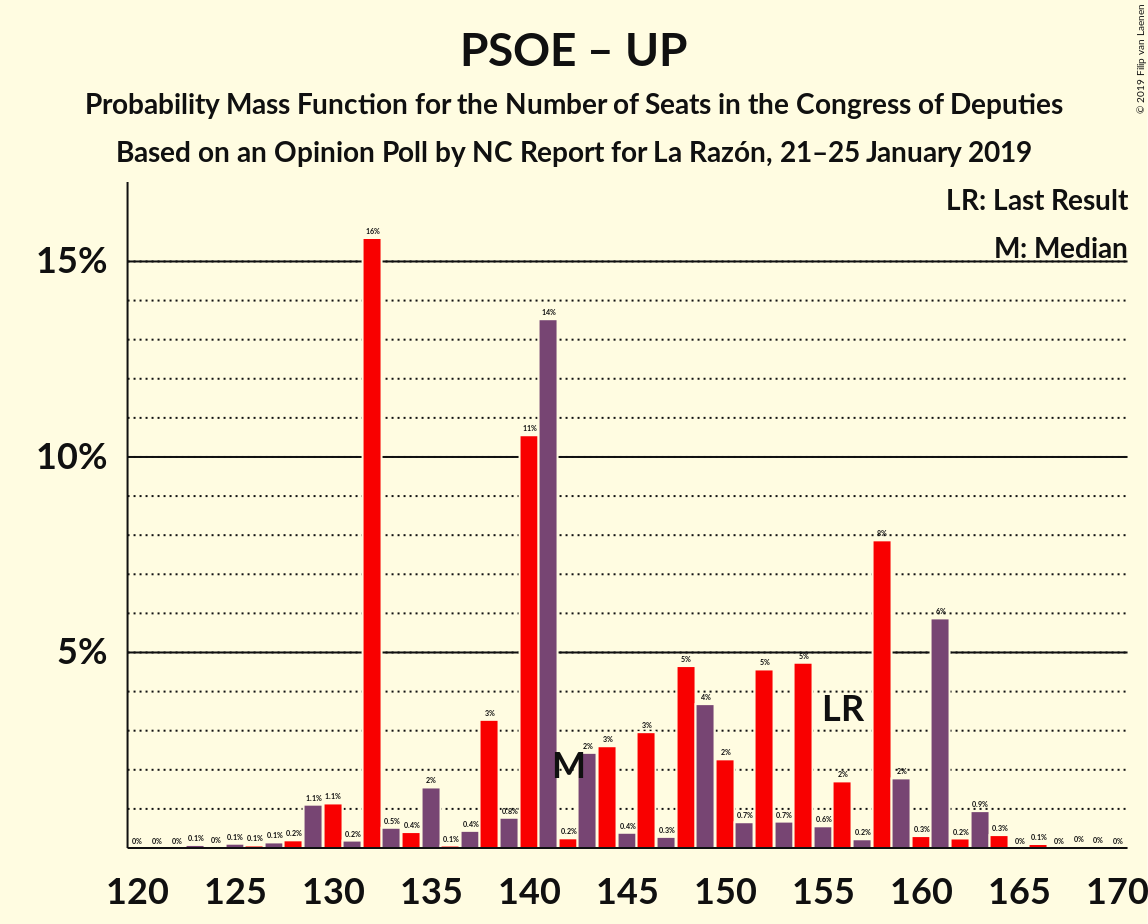 PSOE – UP
Probability Mass Function for the Number of Seats in the Congress of Deputies
Based on an Opinion Poll by NC Report for La Razón, 21–25 January 2019
© 2019 Filip van Laenen
LR: Last Result
M: Median
15%
10%
5%
0% 0% 0% 0.1% 0% 0.1% 0.1% 0.1% 0.2% 1.1% 1.1% 0.2% 16% 0.5% 0.4% 2% 0.1% 0.4% 3% 0.8% 11% 14% 0.2% 2% 3% 0.4% 3% 0.3% 5% 4% 2% 0.7% 5% 0.7% 5% 0.6% 2% 0.2% 8% 2% 0.3% 6% 0.2% 0.9% 0.3% 0% 0.1% 0% 0% 0% 0%
LR
M
120 125 130 135 140 145 150 155 160 165 170